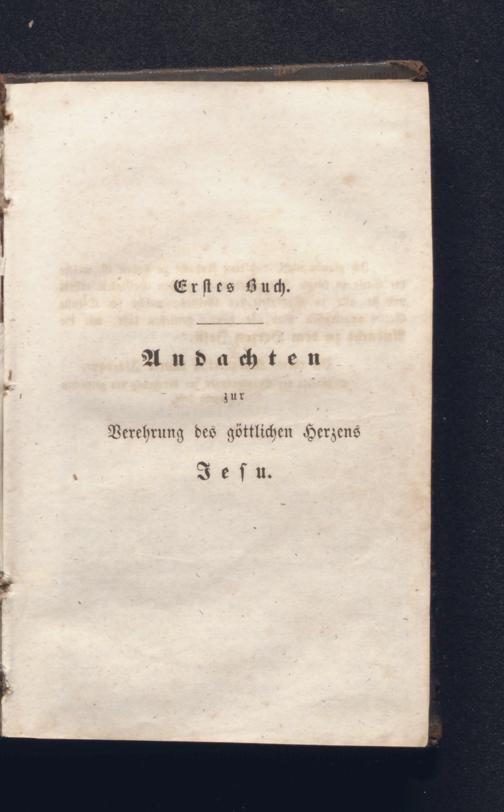 Erstes Buch.
Andachten
zur
Verehrung des göttlichen Herzens
Jesu.